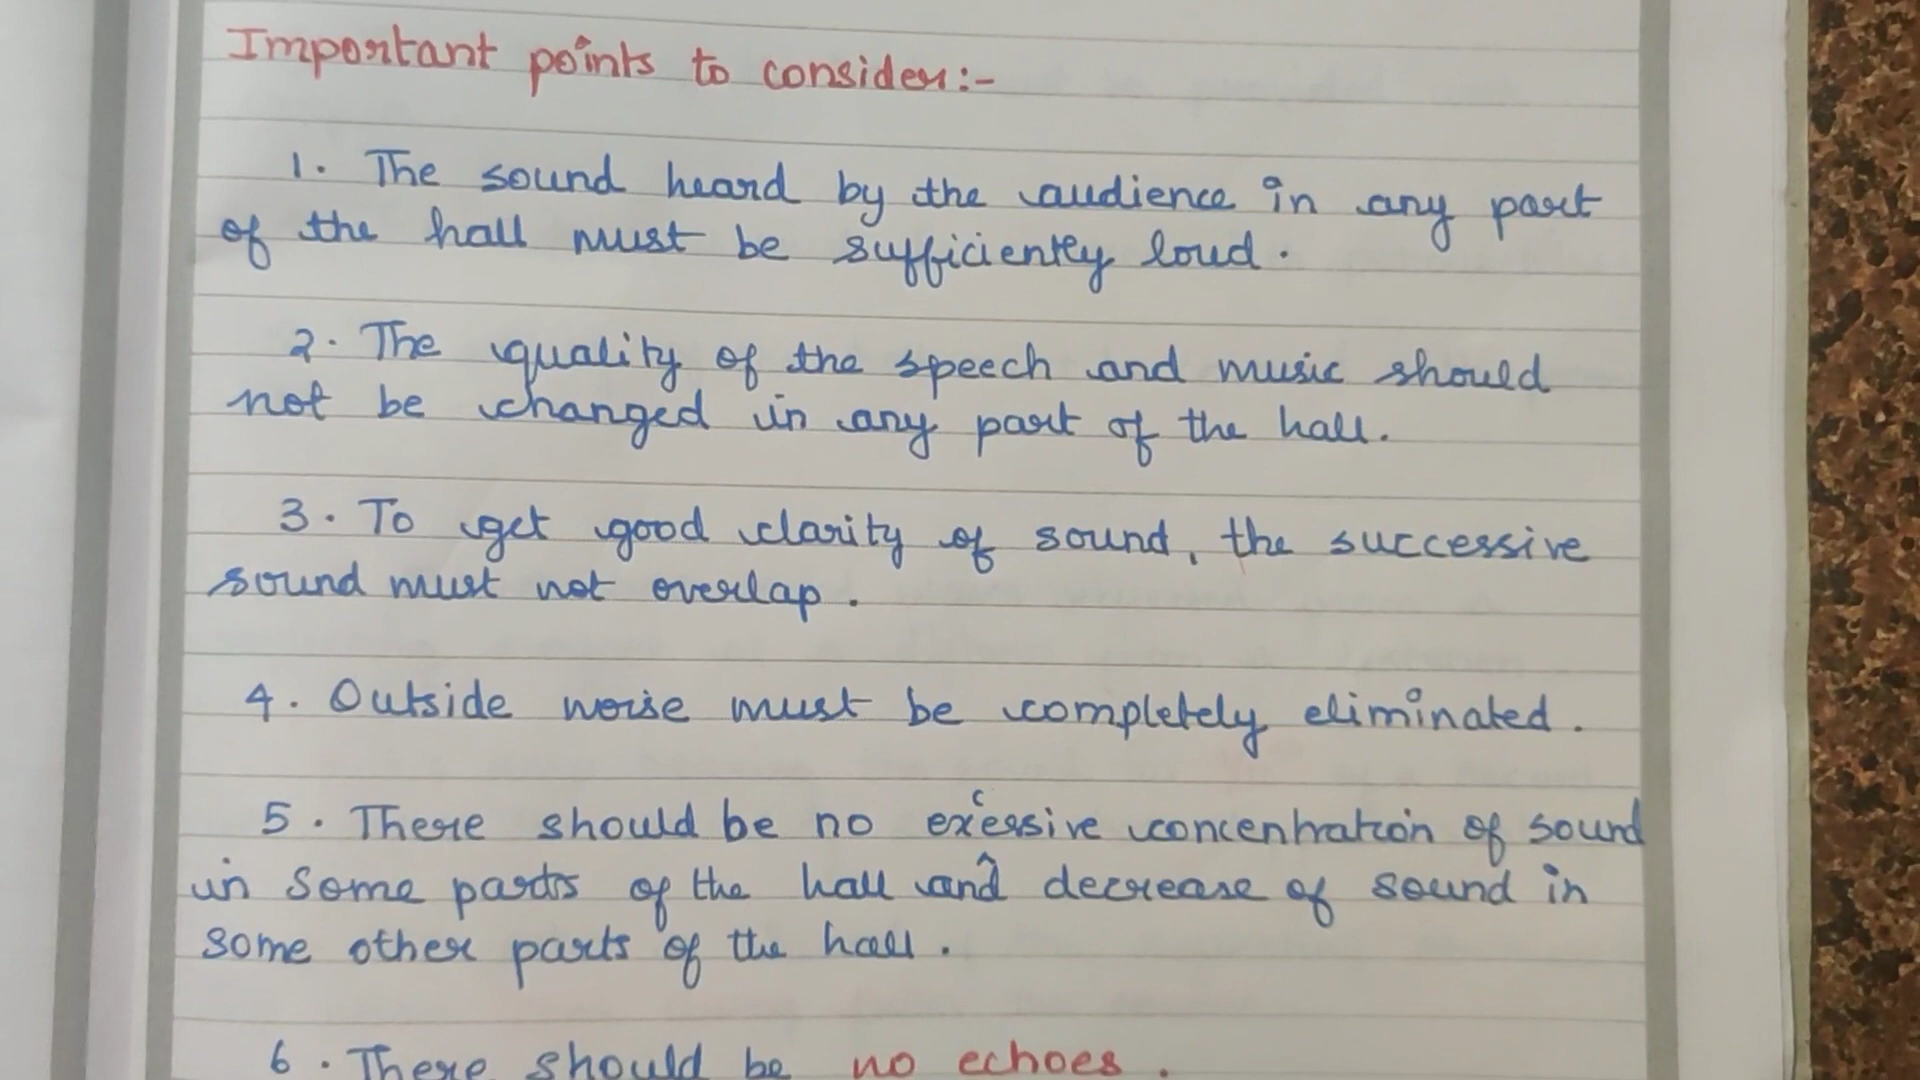 Important points to consider:-
1. The sound heard by the audience in any part
of the hall must be sufficiently loud.
2. The quality of the speech and music should
not be changed in any part of the hall.
3. To get good clarity of sound, the successive
sound must not overlap.
4. Outside noise must be completely eliminated.
5. There should be no excessive concentration of sound
in some parts of the hall and decrease of sound in
some other parts of the hall.
6. There should be no echoes.